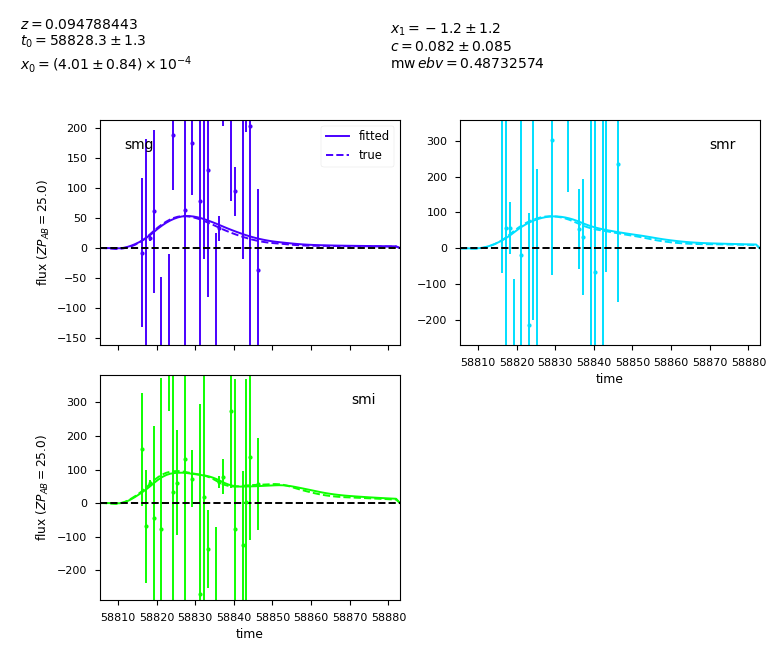 z = 0.094788443
t₀ = 58828.3 ± 1.3
x₀ = (4.01 ± 0.84) × 10⁻⁴
x₁ = −1.2 ± 1.2
c = 0.082 ± 0.085
mw ebv = 0.48732574
smg
fitted
true
200
150
100
50
0
−50
−100
−150
flux (ZP_AB = 25.0)
smr
300
200
100
0
−100
−200
58810 58820 58830 58840 58850 58860 58870 58880
time
smi
300
200
100
0
−100
−200
flux (ZP_AB = 25.0)
58810 58820 58830 58840 58850 58860 58870 58880
time